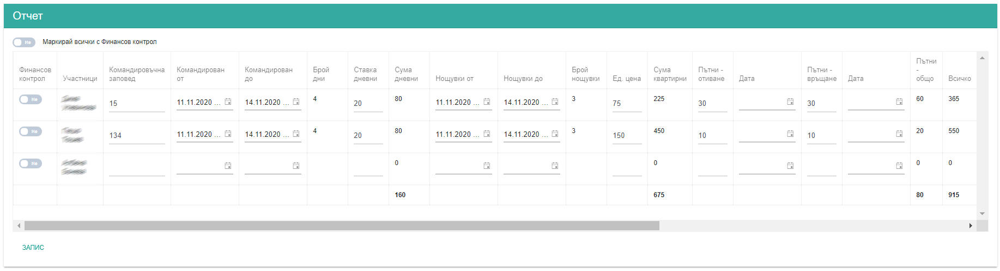 Отчет
Не Маркирай всички с Финансов контрол
Финансов контрол Участници Командировъчна заповед Командирован от Командирован до Брой дни Ставка дневни Сума дневни Нощувки от Нощувки до Брой нощувки Ед. цена Сума квартирни Пътни - отиване Дата Пътни - връщане Дата Пътни - общо Всичко
Не 15 11.11.2020 ... 14.11.2020 ... 4 20 80 11.11.2020 ... 14.11.2020 ... 3 75 225 30 30 60 365
Не 134 11.11.2020 ... 14.11.2020 ... 4 20 80 11.11.2020 ... 14.11.2020 ... 3 150 450 10 10 20 550
Не 0 0 0 0
160 675 80 915
ЗАПИС